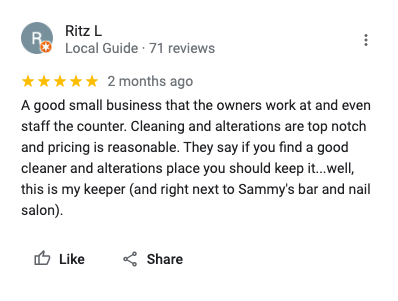 R
Ritz L
Local Guide · 71 reviews
2 months ago
A good small business that the owners work at and even
staff the counter. Cleaning and alterations are top notch
and pricing is reasonable. They say if you find a good
cleaner and alterations place you should keep it...well,
this is my keeper (and right next to Sammy's bar and nail
salon).
Like Share